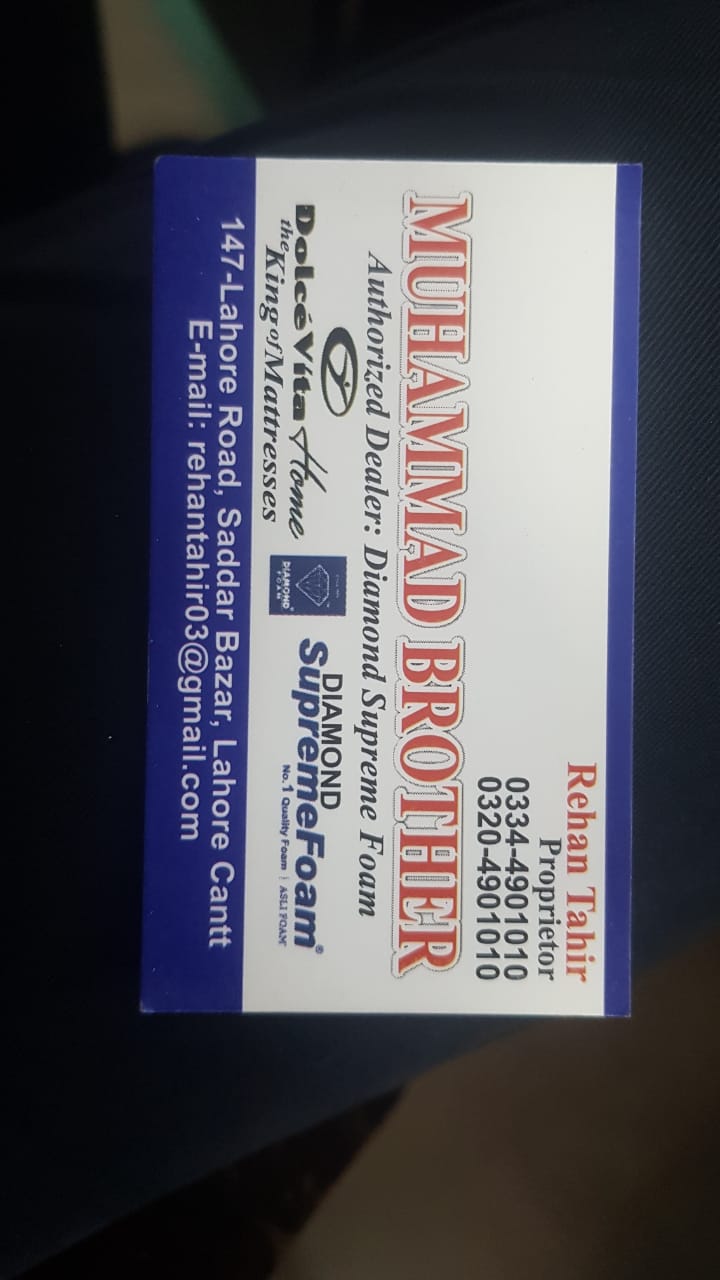 Rehan Tahir
Proprietor
0334-4901010
0320-4901010
MUHAMMAD BROTHER
Authorized Dealer: Diamond Supreme Foam
Dolcé Vita Home
the King of Mattresses
DIAMOND
FOAM
DIAMOND
SupremeFoam®
No.1 Quality Foam | ASLI FOAM
147-Lahore Road, Saddar Bazar, Lahore Cantt
E-mail: rehantahir03@gmail.com